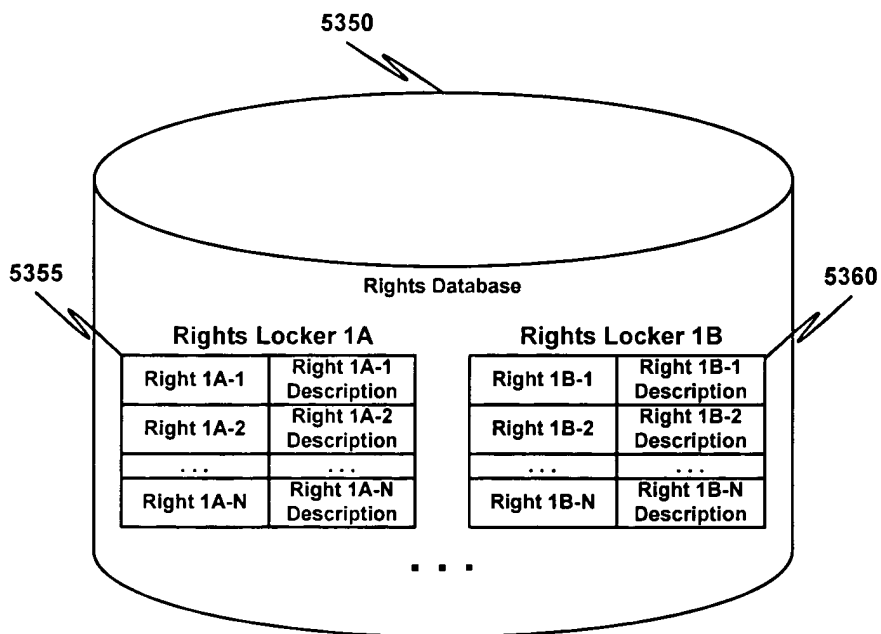 5350
5355
5360
Rights Database
Rights Locker 1A
Rights Locker 1B
Right 1A-1
Right 1A-1
Description
Right 1B-1
Right 1B-1
Description
Right 1A-2
Right 1A-2
Description
Right 1B-2
Right 1B-2
Description
. . .
. . .
. . .
. . .
Right 1A-N
Right 1A-N
Description
Right 1B-N
Right 1B-N
Description
. . .